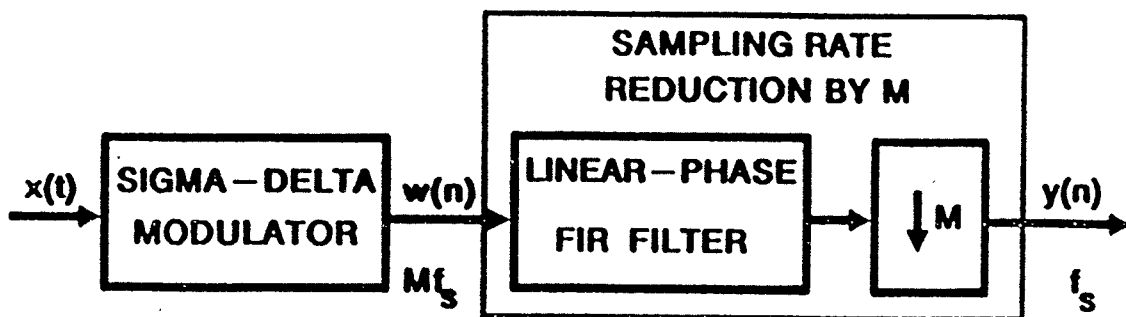 SAMPLING RATE
REDUCTION BY M
x(t)
SIGMA-DELTA
MODULATOR
w(n)
Mf_s
LINEAR-PHASE
FIR FILTER
↓M
y(n)
f_s